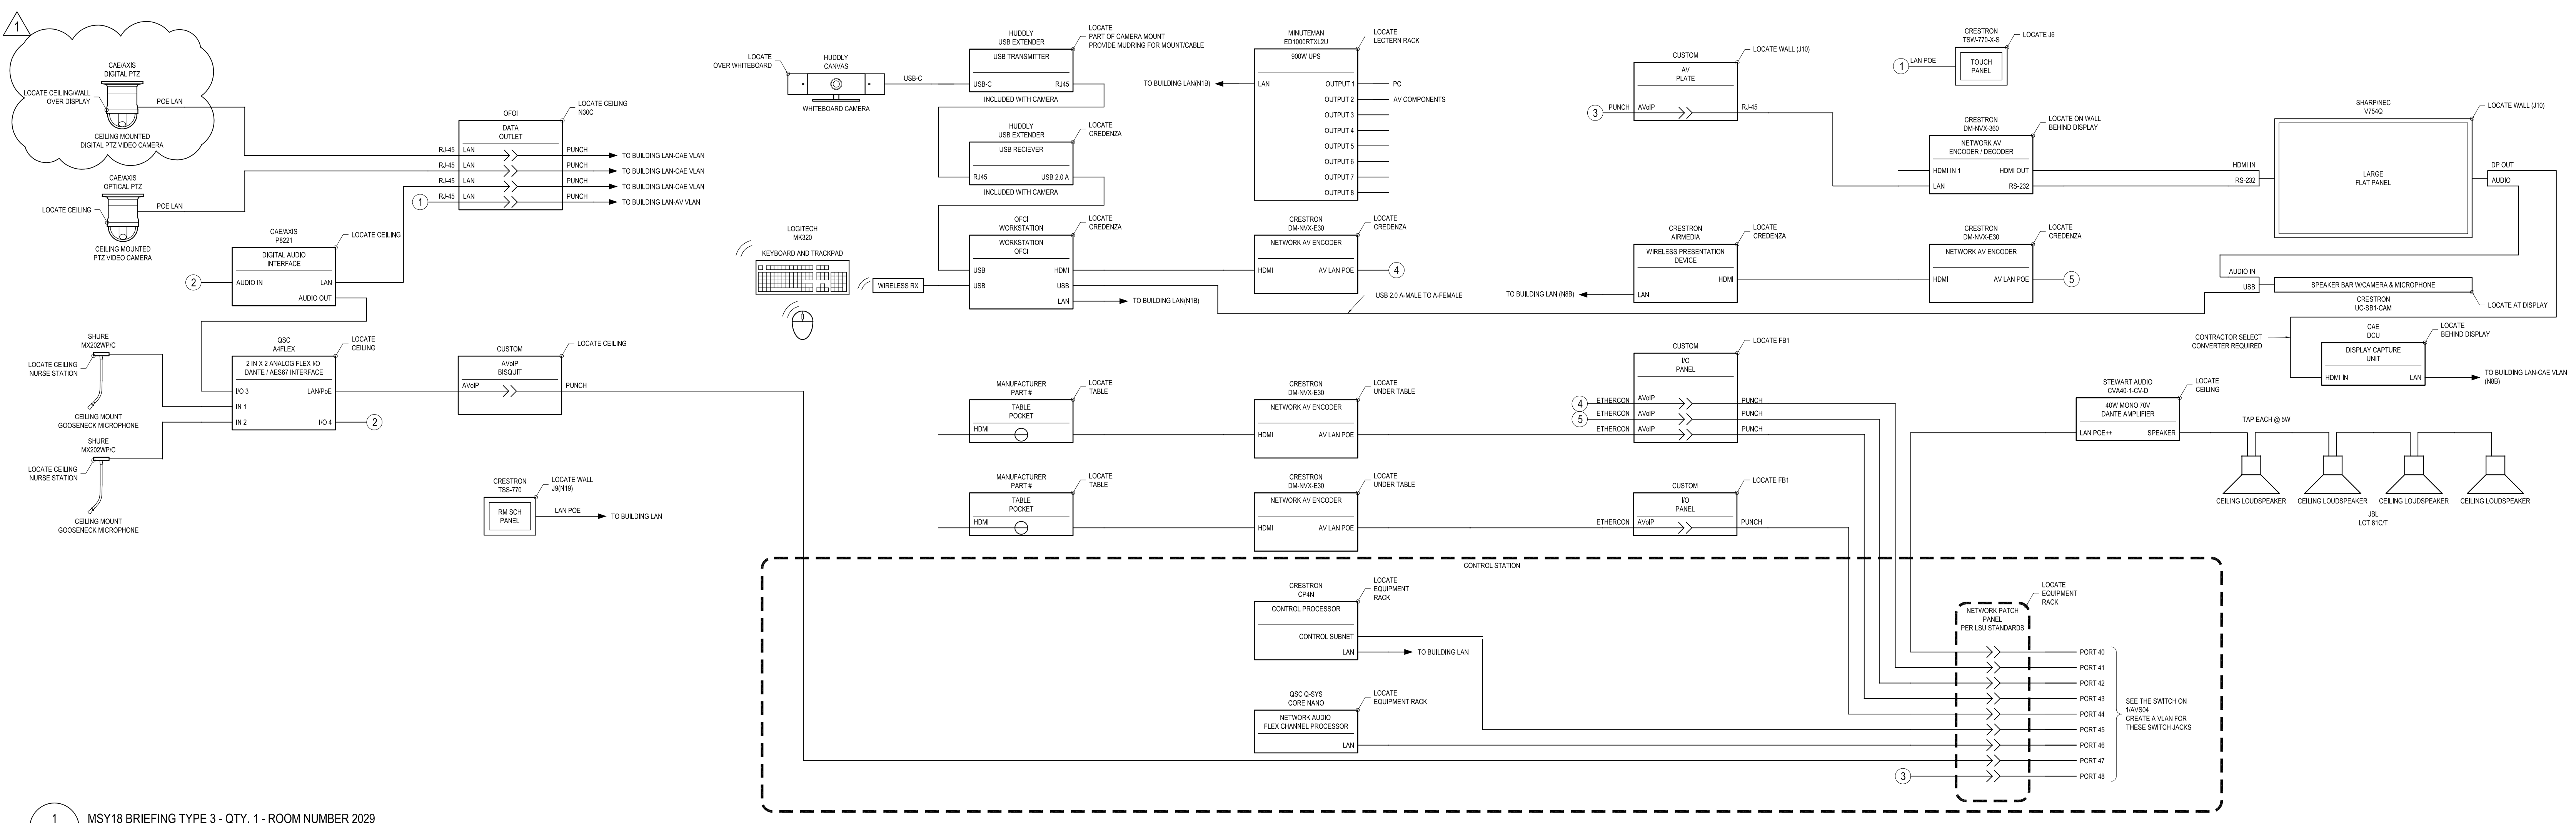 1
CAE/AXIS
DIGITAL PTZ
LOCATE CEILING/WALL
OVER DISPLAY
POE LAN
CEILING MOUNTED
DIGITAL PTZ VIDEO CAMERA
CAE/AXIS
OPTICAL PTZ
LOCATE CEILING
POE LAN
CEILING MOUNTED
PTZ VIDEO CAMERA
OFOI
LOCATE CEILING
N30C
DATA
OUTLET
RJ-45 LAN PUNCH TO BUILDING LAN-CAE VLAN
RJ-45 LAN PUNCH TO BUILDING LAN-CAE VLAN
RJ-45 LAN PUNCH TO BUILDING LAN-CAE VLAN
1 RJ-45 LAN PUNCH TO BUILDING LAN-AV VLAN
CAE/AXIS
P8221
LOCATE CEILING
DIGITAL AUDIO
INTERFACE
2 AUDIO IN LAN
AUDIO OUT
SHURE
MX202WP/C
LOCATE CEILING
NURSE STATION
CEILING MOUNT
GOOSENECK MICROPHONE
SHURE
MX202WP/C
LOCATE CEILING
NURSE STATION
CEILING MOUNT
GOOSENECK MICROPHONE
QSC
A4FLEX
LOCATE
CEILING
2 IN X 2 ANALOG FLEX I/O
DANTE / AES67 INTERFACE
I/O 3 LAN/PoE
IN 1
IN 2 I/O 4 2
CUSTOM
LOCATE CEILING
AVoIP
BISQUIT
AVoIP PUNCH
CRESTRON
TSS-770
LOCATE WALL
J9(N19)
RM SCH
PANEL
LAN POE TO BUILDING LAN
LOCATE
OVER WHITEBOARD
HUDDLY
CANVAS
WHITEBOARD CAMERA
USB-C
HUDDLY
USB EXTENDER
LOCATE
PART OF CAMERA MOUNT
PROVIDE MUDRING FOR MOUNT/CABLE
USB TRANSMITTER
USB-C RJ45
INCLUDED WITH CAMERA
HUDDLY
USB EXTENDER
LOCATE
CREDENZA
USB RECIEVER
RJ45 USB 2.0 A
INCLUDED WITH CAMERA
LOGITECH
MK320
KEYBOARD AND TRACKPAD
WIRELESS RX
OFCI
WORKSTATION
LOCATE
CREDENZA
WORKSTATION
OFCI
USB HDMI
USB USB
LAN TO BUILDING LAN(N1B)
USB 2.0 A-MALE TO A-FEMALE
MINUTEMAN
ED1000RTXL2U
LOCATE
LECTERN RACK
900W UPS
TO BUILDING LAN(N1B) LAN OUTPUT 1 PC
OUTPUT 2 AV COMPONENTS
OUTPUT 3
OUTPUT 4
OUTPUT 5
OUTPUT 6
OUTPUT 7
OUTPUT 8
CRESTRON
DM-NVX-E30
LOCATE
CREDENZA
NETWORK AV ENCODER
HDMI AV LAN POE 4
CUSTOM
LOCATE WALL (J10)
AV
PLATE
3 PUNCH AVoIP RJ-45
CRESTRON
TSW-770-X-S
LOCATE J6
1 LAN POE
TOUCH
PANEL
CRESTRON
DM-NVX-360
LOCATE ON WALL
BEHIND DISPLAY
NETWORK AV
ENCODER / DECODER
HDMI IN 1 HDMI OUT
LAN RS-232
HDMI IN
RS-232
SHARP/NEC
V754Q
LOCATE WALL (J10)
LARGE
FLAT PANEL
DP OUT
AUDIO
CRESTRON
AIRMEDIA
LOCATE
CREDENZA
WIRELESS PRESENTATION
DEVICE
HDMI
TO BUILDING LAN (N8B) LAN
CRESTRON
DM-NVX-E30
LOCATE
CREDENZA
NETWORK AV ENCODER
HDMI AV LAN POE 5
AUDIO IN
USB
SPEAKER BAR W/CAMERA & MICROPHONE
CRESTRON
UC-SB1-CAM
LOCATE AT DISPLAY
CONTRACTOR SELECT
CONVERTER REQUIRED
CAE
DCU
LOCATE
BEHIND DISPLAY
DISPLAY CAPTURE
UNIT
HDMI IN LAN
TO BUILDING LAN-CAE VLAN
(N8B)
MANUFACTURER
PART #
LOCATE
TABLE
TABLE
POCKET
HDMI
CRESTRON
DM-NVX-E30
LOCATE
UNDER TABLE
NETWORK AV ENCODER
HDMI AV LAN POE
CUSTOM
LOCATE FB1
I/O
PANEL
4 ETHERCON AVoIP PUNCH
5 ETHERCON AVoIP PUNCH
ETHERCON AVoIP PUNCH
MANUFACTURER
PART #
LOCATE
TABLE
TABLE
POCKET
HDMI
CRESTRON
DM-NVX-E30
LOCATE
UNDER TABLE
NETWORK AV ENCODER
HDMI AV LAN POE
CUSTOM
LOCATE FB1
I/O
PANEL
ETHERCON AVoIP PUNCH
STEWART AUDIO
CVA40-1-CV-D
LOCATE
CEILING
40W MONO 70V
DANTE AMPLIFIER
LAN POE++ SPEAKER
TAP EACH @ 5W
CEILING LOUDSPEAKER CEILING LOUDSPEAKER CEILING LOUDSPEAKER CEILING LOUDSPEAKER
JBL
LCT 81C/T
CONTROL STATION
CRESTRON
CP4N
LOCATE
EQUIPMENT
RACK
CONTROL PROCESSOR
CONTROL SUBNET
LAN TO BUILDING LAN
QSC Q-SYS
CORE NANO
LOCATE
EQUIPMENT RACK
NETWORK AUDIO
FLEX CHANNEL PROCESSOR
LAN
LOCATE
EQUIPMENT
RACK
NETWORK PATCH
PANEL
PER LSU STANDARDS
PORT 40
PORT 41
PORT 42
PORT 43
PORT 44
PORT 45
PORT 46
PORT 47
3 PORT 48
SEE THE SWITCH ON
1/AVS04
CREATE A VLAN FOR
THESE SWITCH JACKS
1 MSY18 BRIEFING TYPE 3 - QTY. 1 - ROOM NUMBER 2029